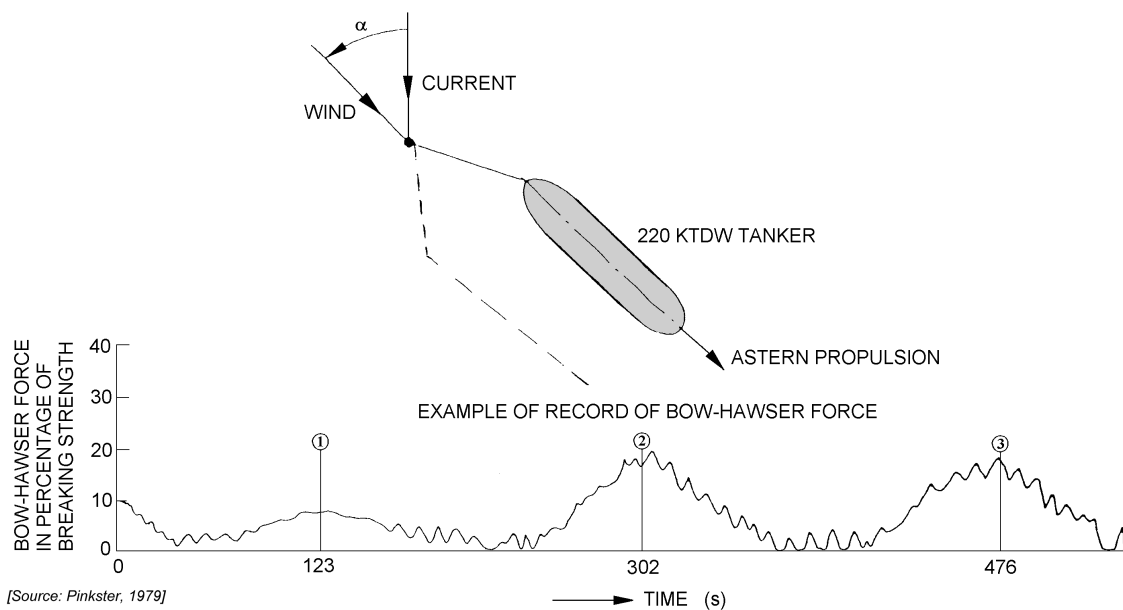 α
CURRENT
WIND
220 KTDW TANKER
ASTERN PROPULSION
EXAMPLE OF RECORD OF BOW-HAWSER FORCE
BOW-HAWSER FORCE
IN PERCENTAGE OF
BREAKING STRENGTH
40
30
20
10
0
1
2
3
0
123
302
476
TIME (s)
[Source: Pinkster, 1979]